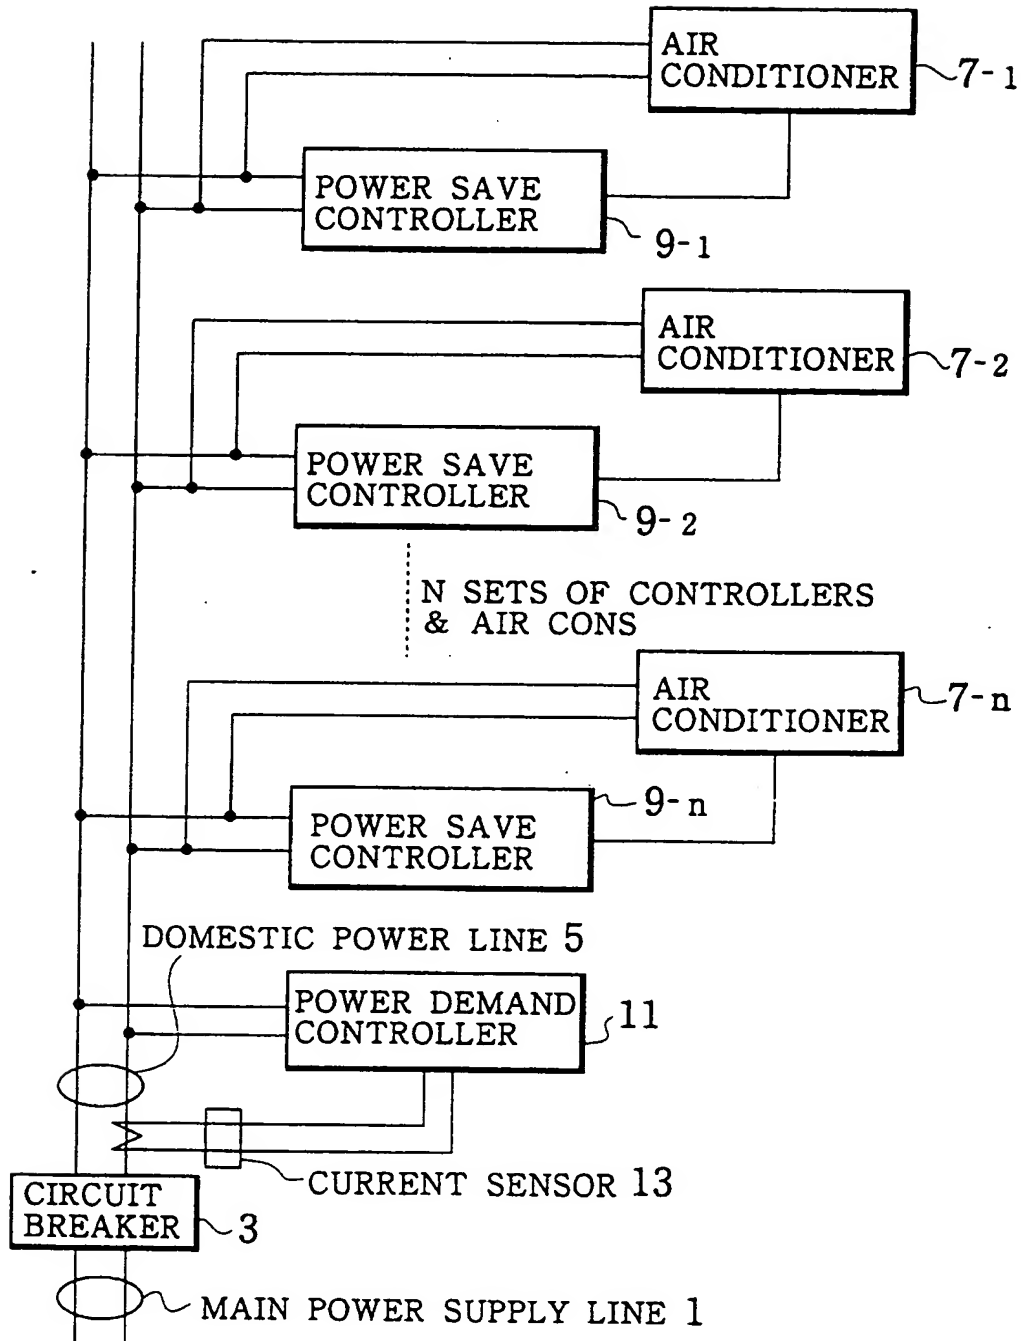 AIR
CONDITIONER
7-1
POWER SAVE
CONTROLLER
9-1
AIR
CONDITIONER
7-2
POWER SAVE
CONTROLLER
9-2
N SETS OF CONTROLLERS
& AIR CONS
AIR
CONDITIONER
7-n
9-n
POWER SAVE
CONTROLLER
DOMESTIC POWER LINE 5
POWER DEMAND
CONTROLLER
11
CURRENT SENSOR 13
CIRCUIT
BREAKER
3
MAIN POWER SUPPLY LINE 1